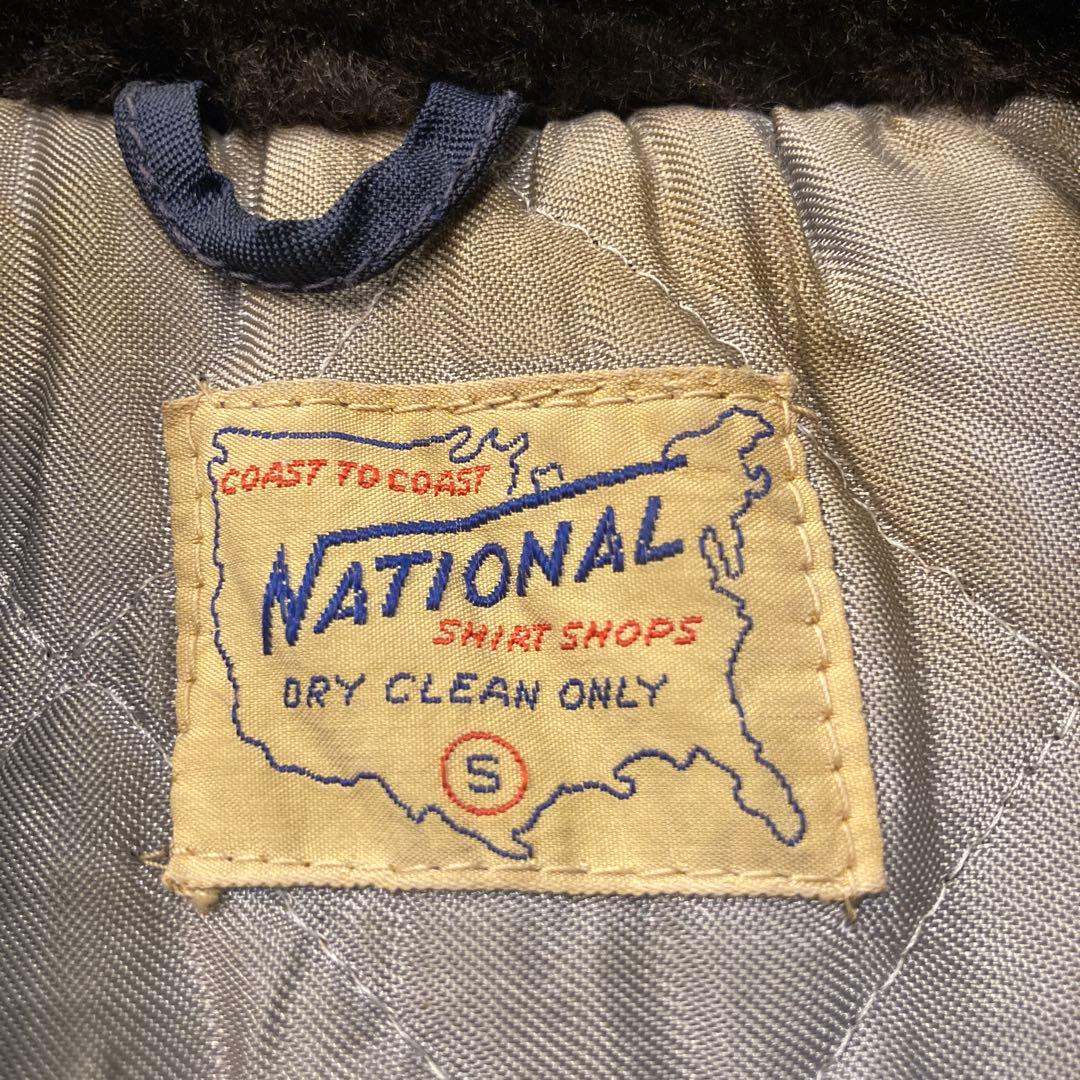 COAST TO COAST
NATIONAL
SHIRT SHOPS
DRY CLEAN ONLY
S